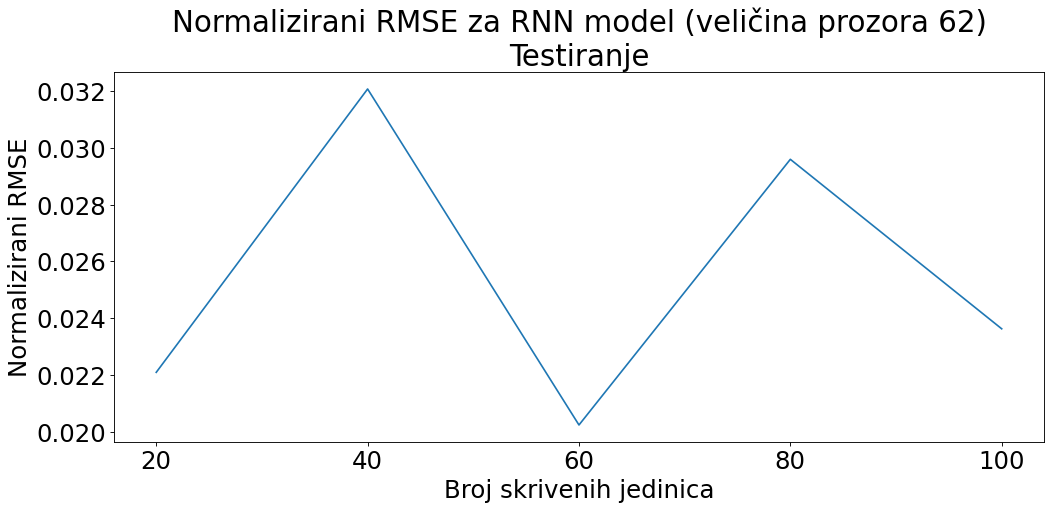 Normalizirani RMSE za RNN model (veličina prozora 62)
Testiranje
Normalizirani RMSE
0.032
0.030
0.028
0.026
0.024
0.022
0.020
20 40 60 80 100
Broj skrivenih jedinica